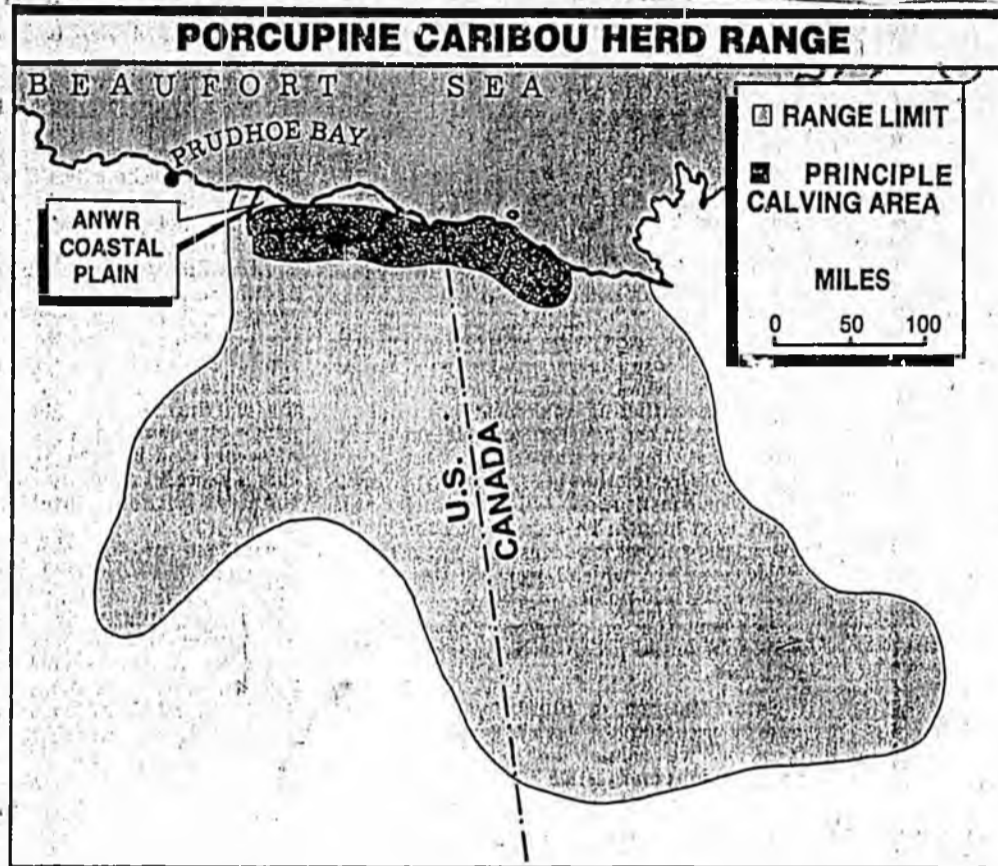 PORCUPINE CARIBOU HERD RANGE
BEAUFORT SEA
PRUDHOE BAY
ANWR
COASTAL
PLAIN
RANGE LIMIT
PRINCIPLE
CALVING AREA
MILES
0 50 100
U.S.
CANADA